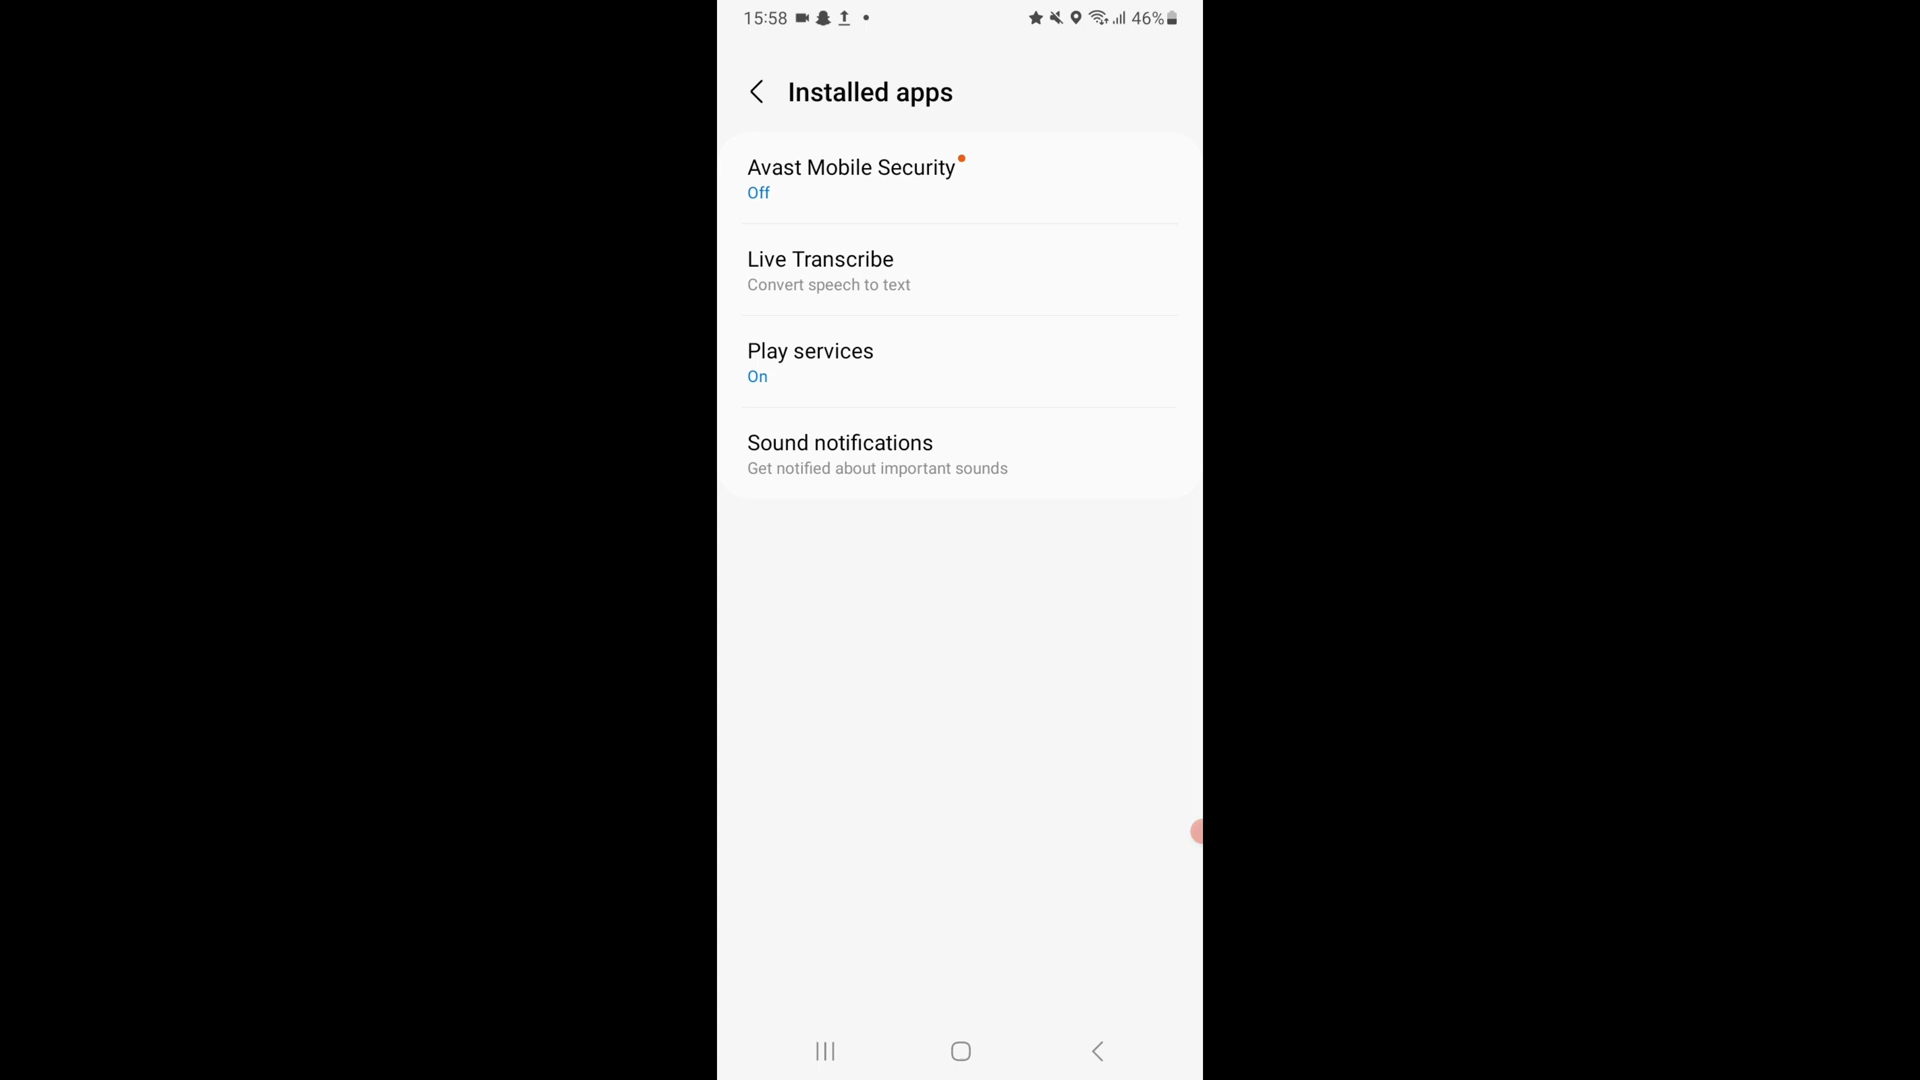 15:58
46%
Installed apps
Avast Mobile Security
Off
Live Transcribe
Convert speech to text
Play services
On
Sound notifications
Get notified about important sounds